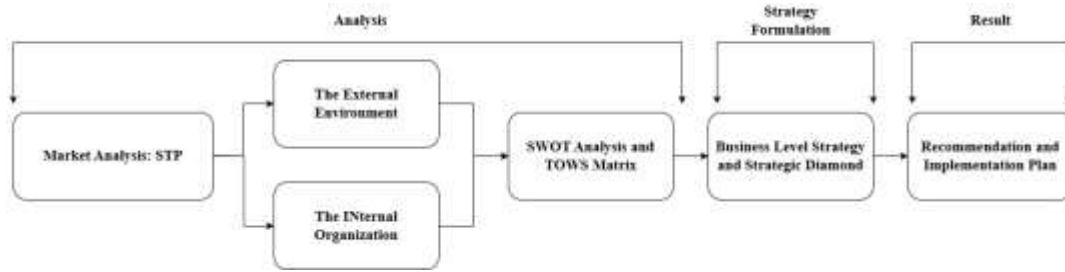 Analysis
Strategy
Formulation
Result
Market Analysis: STP
The External
Environment
The INternal
Organization
SWOT Analysis and
TOWS Matrix
Business Level Strategy
and Strategic Diamond
Recommendation and
Implementation Plan